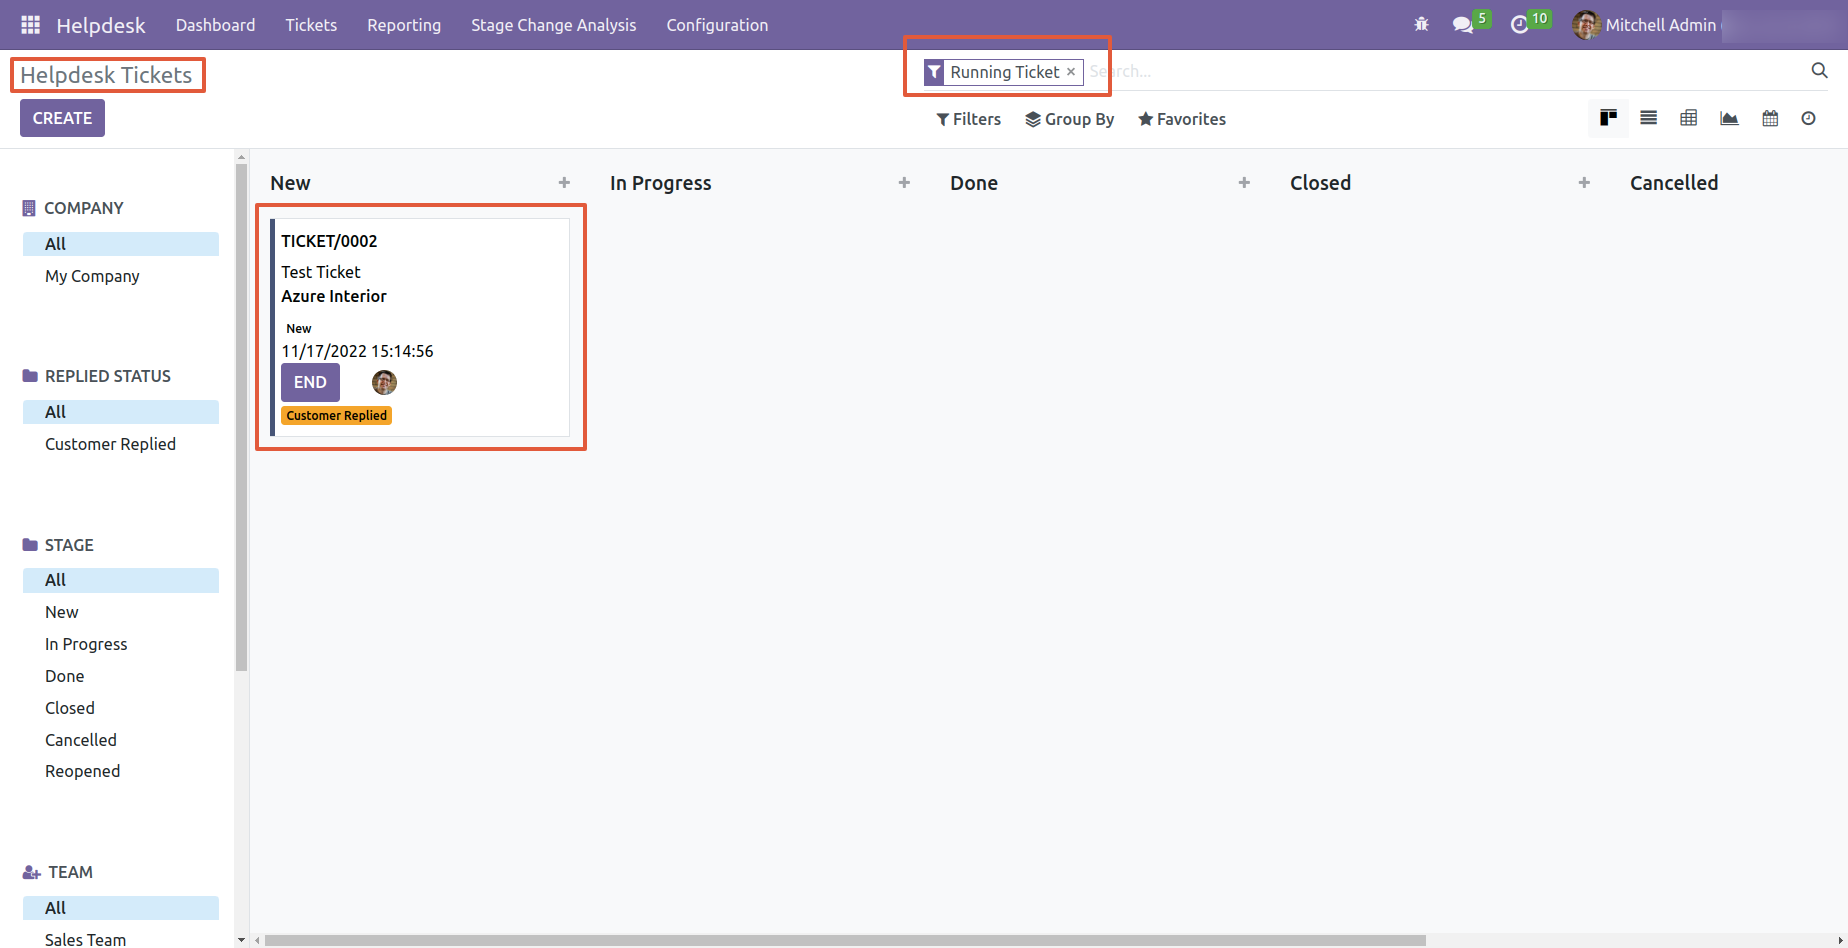 Helpdesk Dashboard Tickets Reporting Stage Change Analysis Configuration 5 10 Mitchell Admin
Helpdesk Tickets
Running Ticket × Search...
CREATE
Filters Group By Favorites
COMPANY
All
My Company
REPLIED STATUS
All
Customer Replied
STAGE
All
New
In Progress
Done
Closed
Cancelled
Reopened
TEAM
All
Sales Team
New + In Progress + Done + Closed + Cancelled
TICKET/0002
Test Ticket
Azure Interior
New
11/17/2022 15:14:56
END
Customer Replied